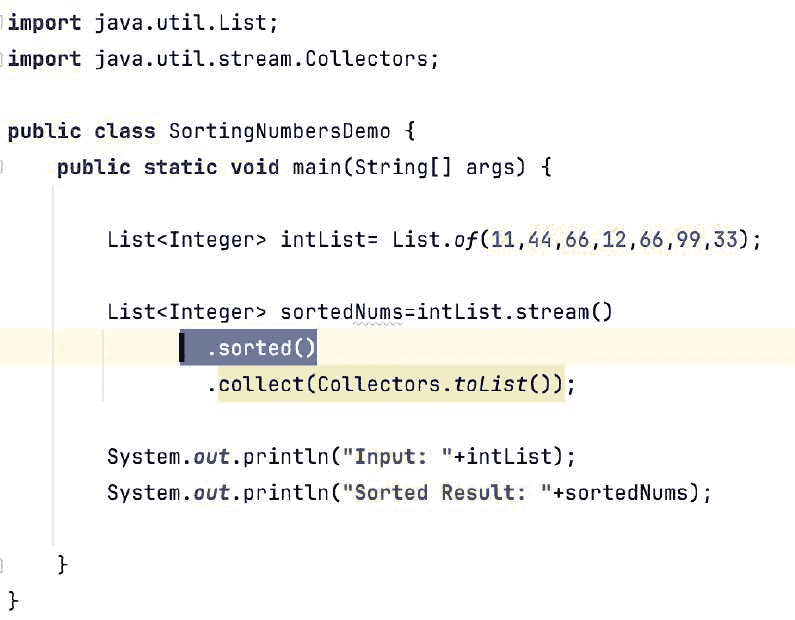 import java.util.List;
import java.util.stream.Collectors;
public class SortingNumbersDemo {
public static void main(String[] args) {
List<Integer> intList= List.of(11,44,66,12,66,99,33);
List<Integer> sortedNums=intList.stream()
.sorted()
.collect(Collectors.toList());
System.out.println("Input: "+intList);
System.out.println("Sorted Result: "+sortedNums);
}
}